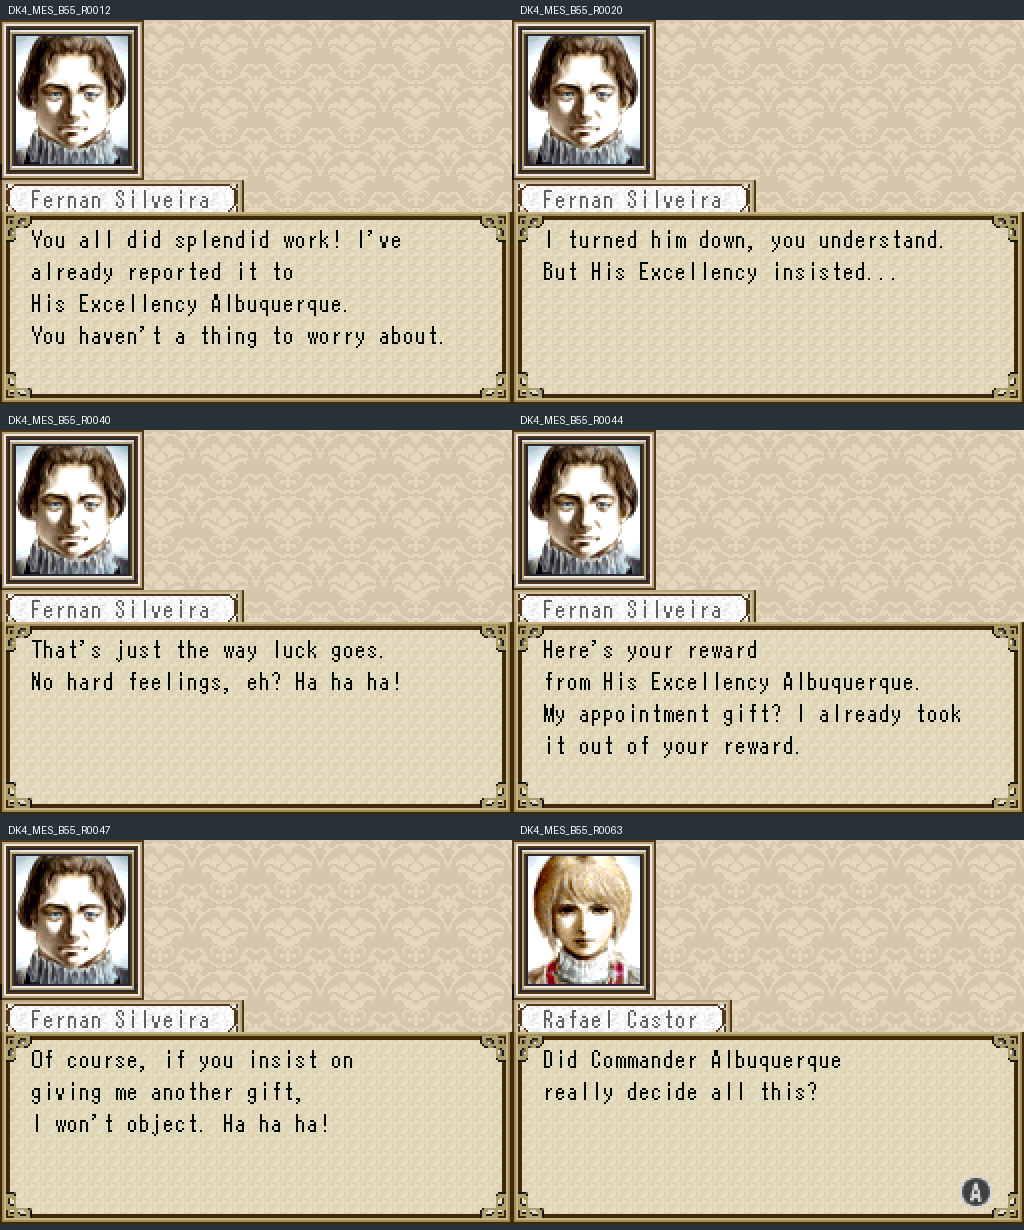 DK4_MES_B55_R0012
Fernan Silveira
You all did splendid work! I've
already reported it to
His Excellency Albuquerque.
You haven't a thing to worry about.
DK4_MES_B55_R0020
Fernan Silveira
I turned him down, you understand.
But His Excellency insisted...
DK4_MES_B55_R0040
Fernan Silveira
That's just the way luck goes.
No hard feelings, eh? Ha ha ha!
DK4_MES_B55_R0044
Fernan Silveira
Here's your reward
from His Excellency Albuquerque.
My appointment gift? I already took
it out of your reward.
DK4_MES_B55_R0047
Fernan Silveira
Of course, if you insist on
giving me another gift,
I won't object. Ha ha ha!
DK4_MES_B55_R0063
Rafael Castor
Did Commander Albuquerque
really decide all this?
A